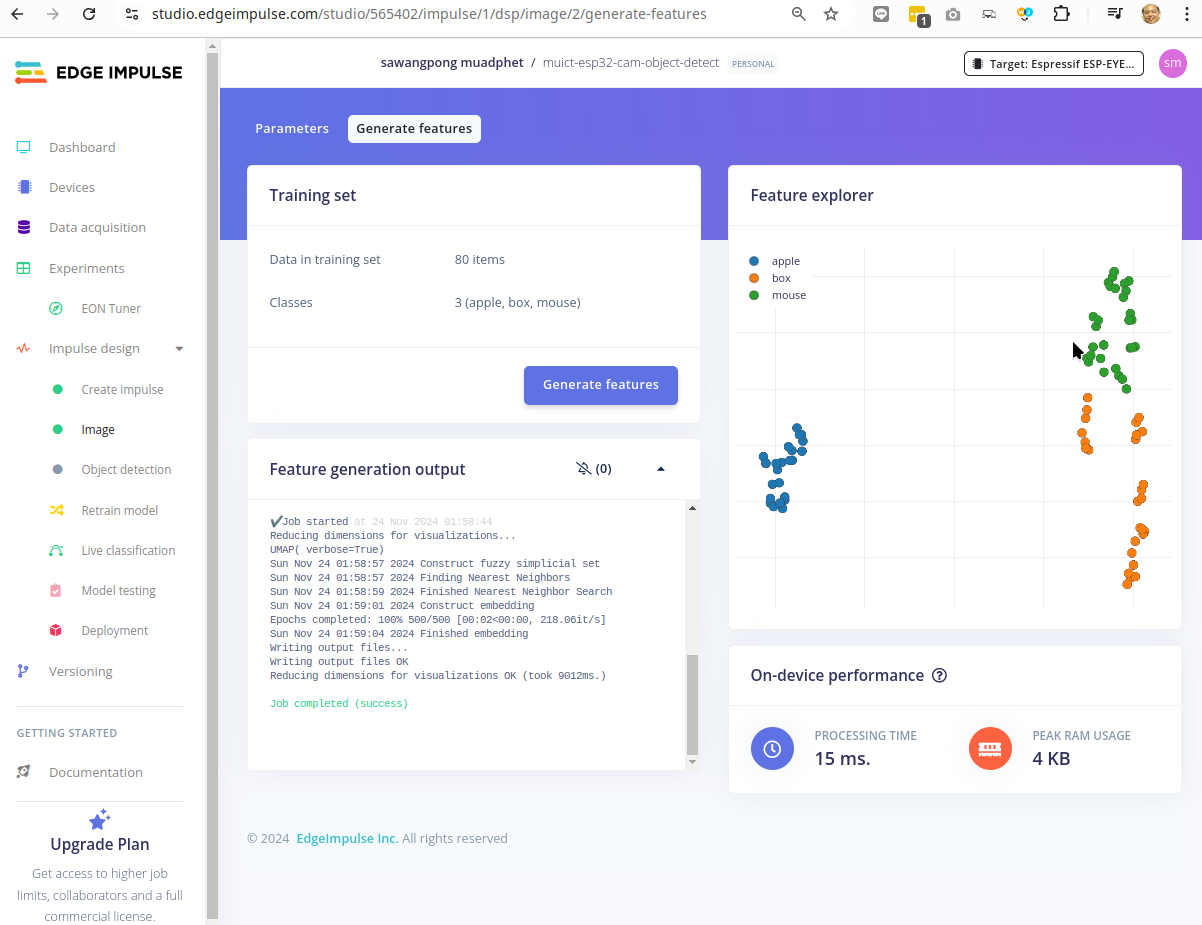 studio.edgeimpulse.com/studio/565402/impulse/1/dsp/image/2/generate-features
1
EDGE IMPULSE
sawangpong muadphet / muict-esp32-cam-object-detect PERSONAL
Target: Espressif ESP-EYE...
sm
Dashboard
Devices
Data acquisition
Experiments
EON Tuner
Impulse design
Create impulse
Image
Object detection
Retrain model
Live classification
Model testing
Deployment
Versioning
GETTING STARTED
Documentation
Upgrade Plan
Get access to higher job
limits, collaborators and a full
commercial license.
Parameters
Generate features
Training set
Data in training set 80 items
Classes 3 (apple, box, mouse)
Generate features
Feature generation output (0)
Job started at 24 Nov 2024 01:58:44
Reducing dimensions for visualizations...
UMAP( verbose=True)
Sun Nov 24 01:58:57 2024 Construct fuzzy simplicial set
Sun Nov 24 01:58:57 2024 Finding Nearest Neighbors
Sun Nov 24 01:58:59 2024 Finished Nearest Neighbor Search
Sun Nov 24 01:59:01 2024 Construct embedding
Epochs completed: 100% 500/500 [00:02<00:00, 218.06it/s]
Sun Nov 24 01:59:04 2024 Finished embedding
Writing output files...
Writing output files OK
Reducing dimensions for visualizations OK (took 9012ms.)
Job completed (success)
Feature explorer
apple
box
mouse
On-device performance
PROCESSING TIME
15 ms.
PEAK RAM USAGE
4 KB
© 2024 EdgeImpulse Inc. All rights reserved